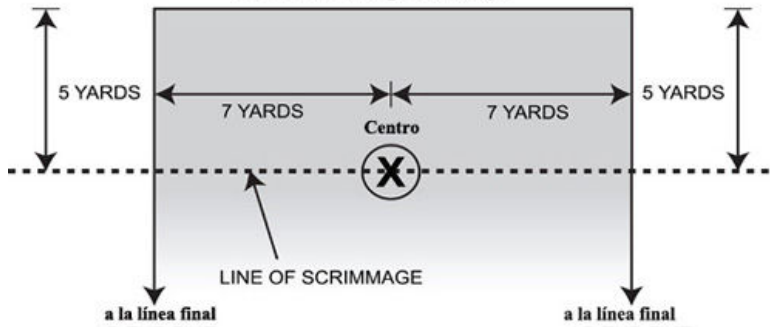 5 YARDS
7 YARDS
7 YARDS
5 YARDS
Centro
X
LINE OF SCRIMMAGE
a la línea final
a la línea final